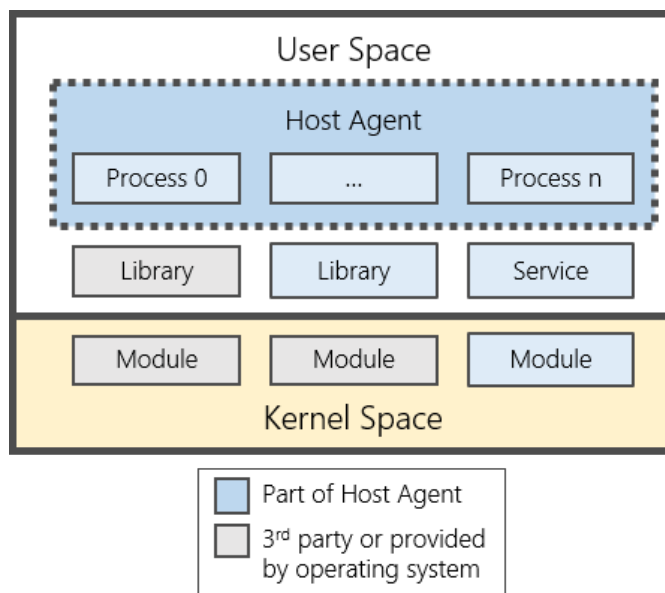 User Space
Host Agent
Process 0
...
Process n
Library
Library
Service
Module
Module
Module
Kernel Space
Part of Host Agent
3rd party or provided
by operating system